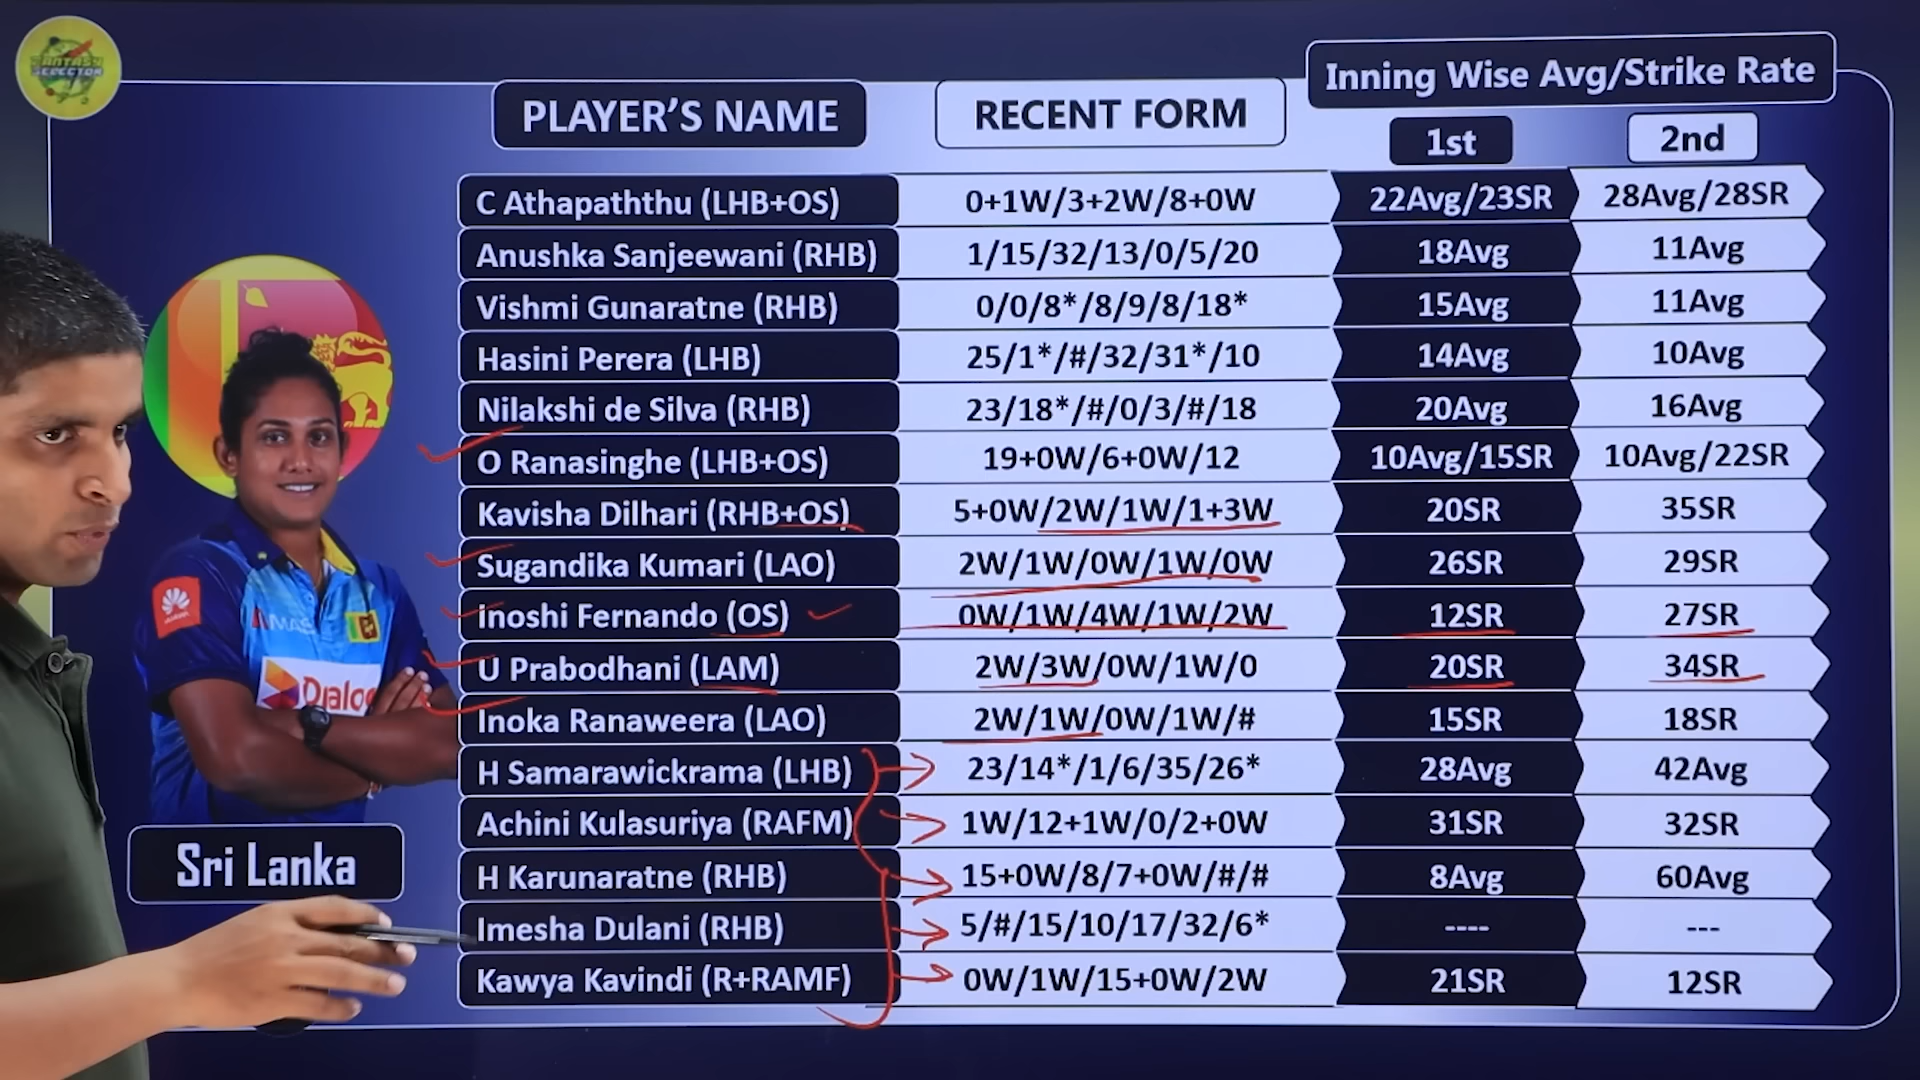 FANTASY
SELECTOR
Inning Wise Avg/Strike Rate
PLAYER'S NAME
RECENT FORM
1st
2nd
C Athapaththu (LHB+OS)
0+1W/3+2W/8+0W
22Avg/23SR
28Avg/28SR
Anushka Sanjeewani (RHB)
1/15/32/13/0/5/20
18Avg
11Avg
Vishmi Gunaratne (RHB)
0/0/8*/8/9/8/18*
15Avg
11Avg
Hasini Perera (LHB)
25/1*/#/32/31*/10
14Avg
10Avg
Nilakshi de Silva (RHB)
23/18*/#/0/3/#/18
20Avg
16Avg
O Ranasinghe (LHB+OS)
19+0W/6+0W/12
10Avg/15SR
10Avg/22SR
Kavisha Dilhari (RHB+OS)
5+0W/2W/1W/1+3W
20SR
35SR
Sugandika Kumari (LAO)
2W/1W/0W/1W/0W
26SR
29SR
Inoshi Fernando (OS)
0W/1W/4W/1W/2W
12SR
27SR
U Prabodhani (LAM)
2W/3W/0W/1W/0
20SR
34SR
Inoka Ranaweera (LAO)
2W/1W/0W/1W/#
15SR
18SR
H Samarawickrama (LHB)
23/14*/1/6/35/26*
28Avg
42Avg
Achini Kulasuriya (RAFM)
1W/12+1W/0/2+0W
31SR
32SR
H Karunaratne (RHB)
15+0W/8/7+0W/#/#
8Avg
60Avg
Imesha Dulani (RHB)
5/#/15/10/17/32/6*
----
---
Kawya Kavindi (R+RAMF)
0W/1W/15+0W/2W
21SR
12SR
HUAWEI
MAS
Dialog
Sri Lanka